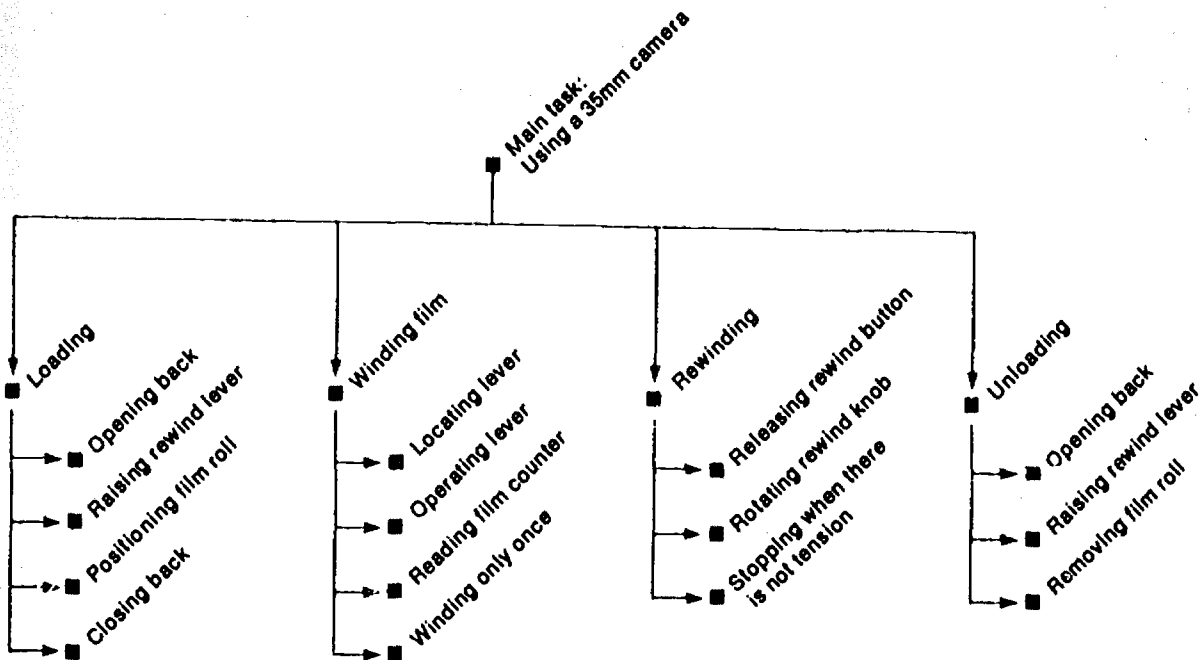 Main task:
Using a 35mm camera
Loading
Opening back
Raising rewind lever
Positioning film roll
Closing back
Winding film
Locating lever
Operating lever
Reading film counter
Winding only once
Rewinding
Releasing rewind button
Rotating rewind knob
Stopping when there
is not tension
Unloading
Opening back
Raising rewind lever
Removing film roll